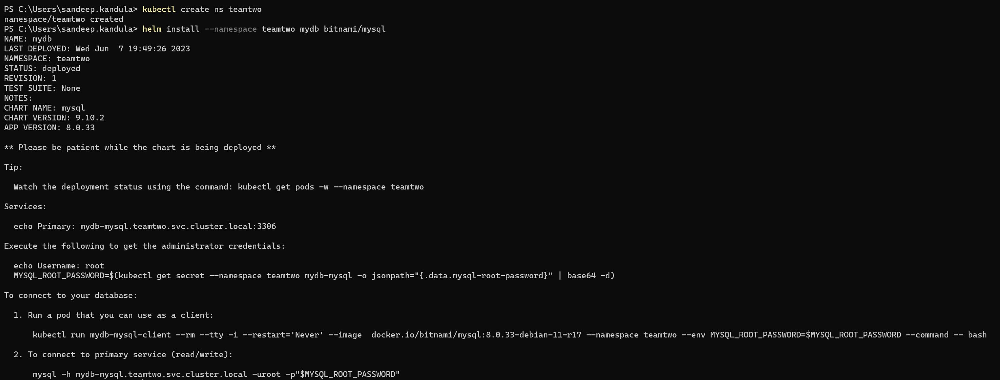 PS C:\Users\sandeep.kandula> kubectl create ns teamtwo
namespace/teamtwo created
PS C:\Users\sandeep.kandula> helm install --namespace teamtwo mydb bitnami/mysql
NAME: mydb
LAST DEPLOYED: Wed Jun  7 19:49:26 2023
NAMESPACE: teamtwo
STATUS: deployed
REVISION: 1
TEST SUITE: None
NOTES:
CHART NAME: mysql
CHART VERSION: 9.10.2
APP VERSION: 8.0.33
** Please be patient while the chart is being deployed **
Tip:
  Watch the deployment status using the command: kubectl get pods -w --namespace teamtwo
Services:
  echo Primary: mydb-mysql.teamtwo.svc.cluster.local:3306
Execute the following to get the administrator credentials:
  echo Username: root
  MYSQL_ROOT_PASSWORD=$(kubectl get secret --namespace teamtwo mydb-mysql -o jsonpath="{.data.mysql-root-password}" | base64 -d)
To connect to your database:
  1. Run a pod that you can use as a client:
      kubectl run mydb-mysql-client --rm --tty -i --restart='Never' --image  docker.io/bitnami/mysql:8.0.33-debian-11-r17 --namespace teamtwo --env MYSQL_ROOT_PASSWORD=$MYSQL_ROOT_PASSWORD --command -- bash
  2. To connect to primary service (read/write):
      mysql -h mydb-mysql.teamtwo.svc.cluster.local -uroot -p"$MYSQL_ROOT_PASSWORD"